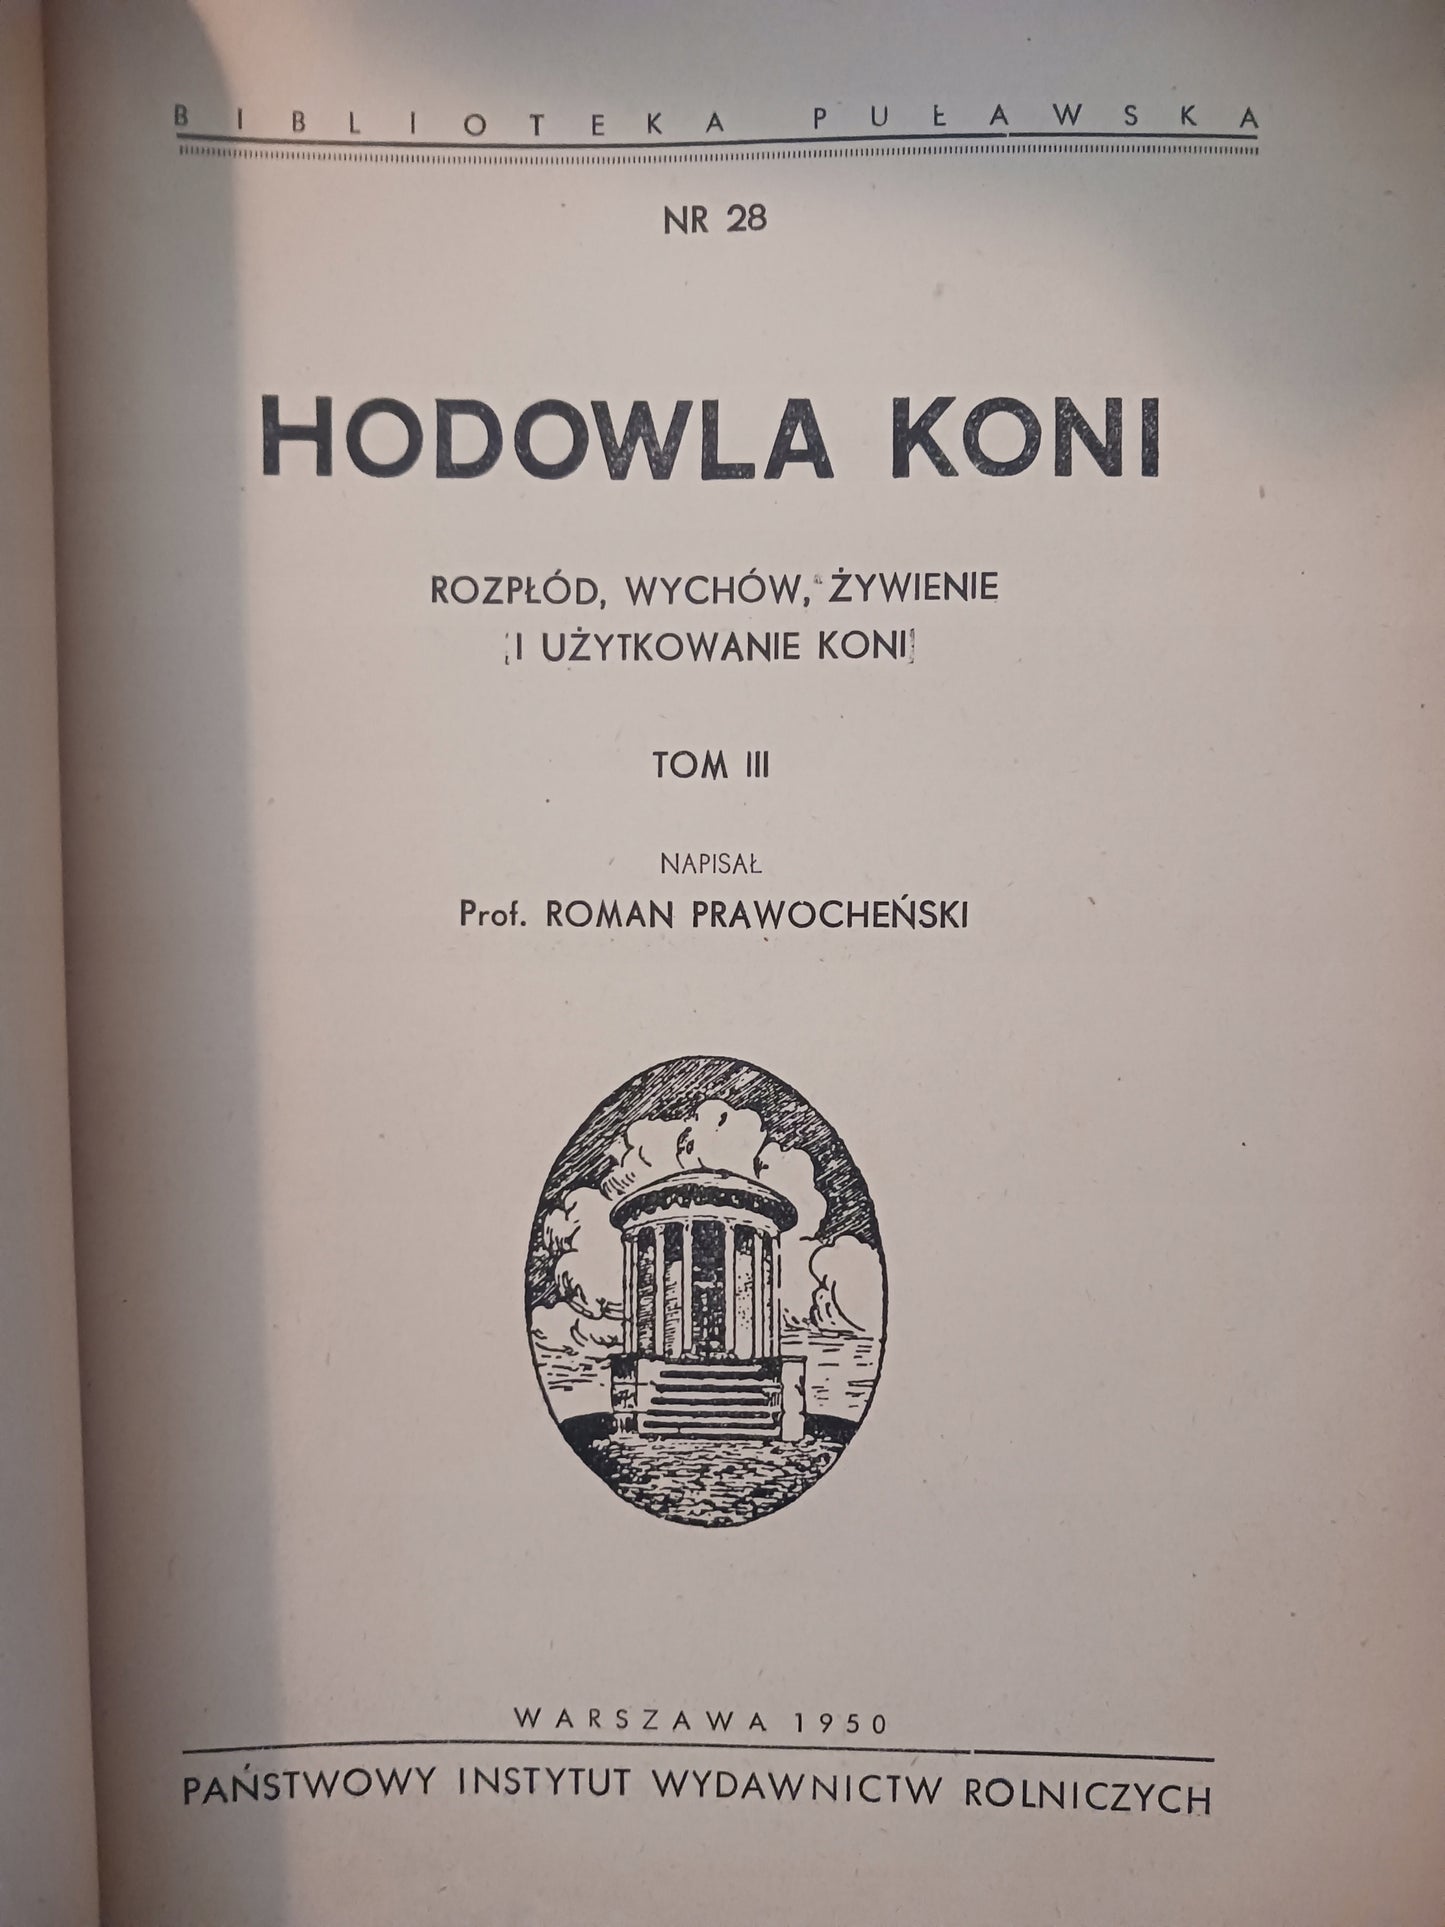 BIBLIOTEKA PUŁAWSKA
NR 28
HODOWLA KONI
ROZPŁÓD, WYCHÓW, ŻYWIENIE
I UŻYTKOWANIE KONI
TOM III
NAPISAŁ
Prof. ROMAN PRAWOCHEŃSKI
WARSZAWA 1950
PAŃSTWOWY INSTYTUT WYDAWNICTW ROLNICZYCH